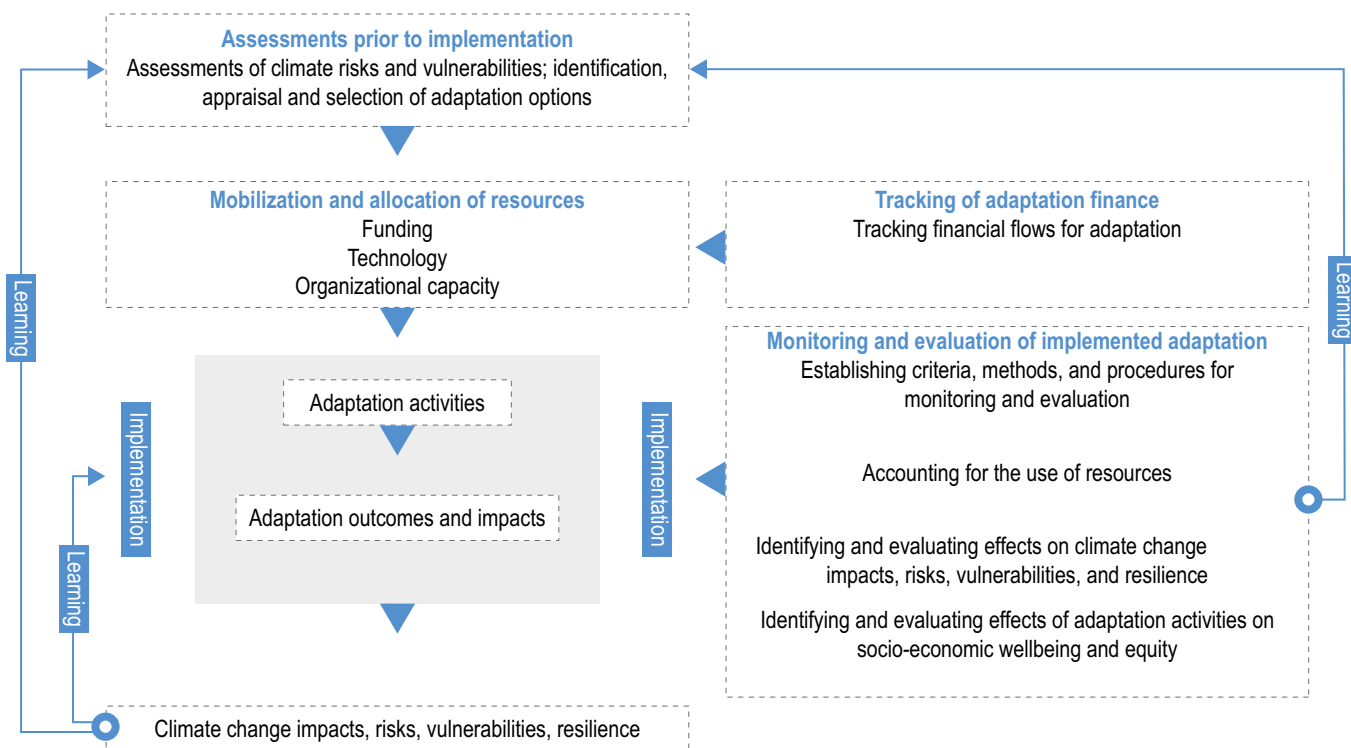 Assessments prior to implementation
Assessments of climate risks and vulnerabilities; identification,
appraisal and selection of adaptation options
Mobilization and allocation of resources
Funding
Technology
Organizational capacity
Tracking of adaptation finance
Tracking financial flows for adaptation
Learning
Learning
Monitoring and evaluation of implemented adaptation
Establishing criteria, methods, and procedures for
monitoring and evaluation
Accounting for the use of resources
Identifying and evaluating effects on climate change
impacts, risks, vulnerabilities, and resilience
Identifying and evaluating effects of adaptation activities on
socio-economic wellbeing and equity
Implementation
Adaptation activities
Adaptation outcomes and impacts
Implementation
Learning
Climate change impacts, risks, vulnerabilities, resilience